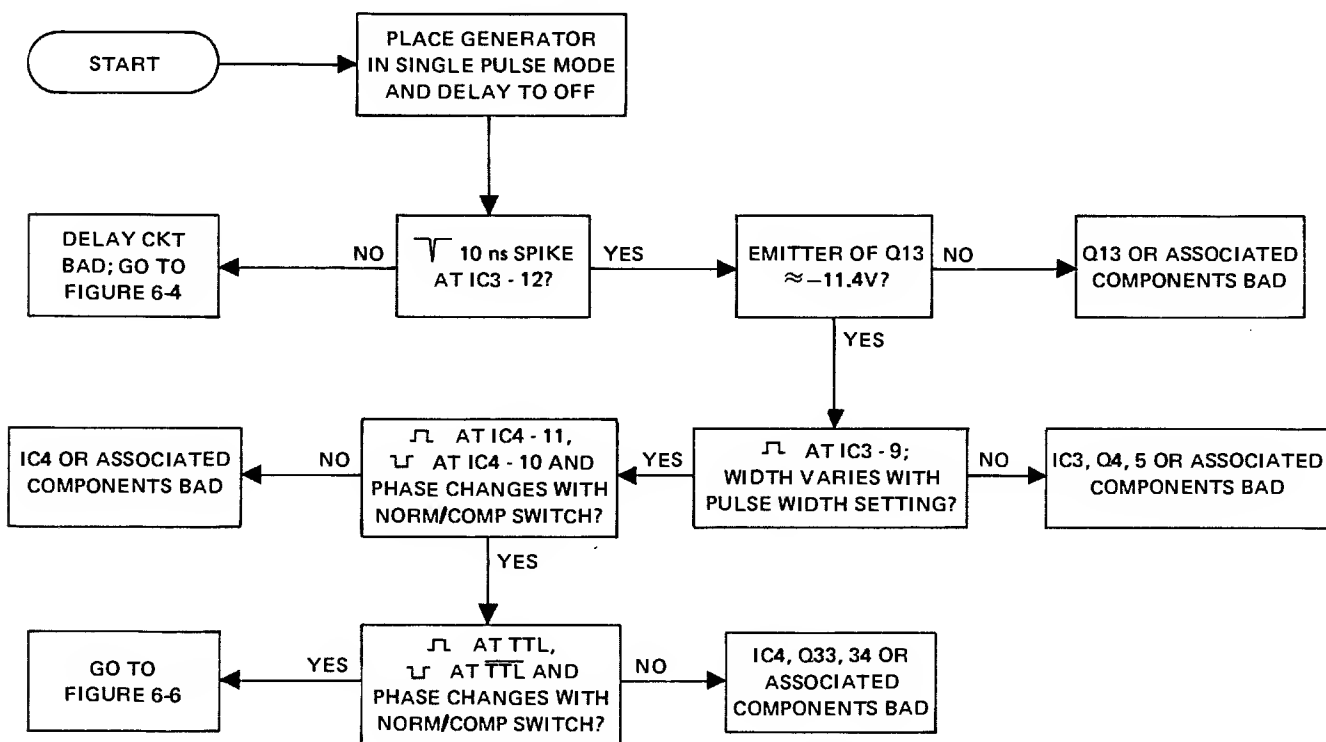 START
PLACE GENERATOR
IN SINGLE PULSE MODE
AND DELAY TO OFF
DELAY CKT
BAD; GO TO
FIGURE 6-4
NO
10 ns SPIKE
AT IC3 - 12?
YES
EMITTER OF Q13
≈−11.4V?
NO
Q13 OR ASSOCIATED
COMPONENTS BAD
YES
IC4 OR ASSOCIATED
COMPONENTS BAD
NO
AT IC4 - 11,
AT IC4 - 10 AND
PHASE CHANGES WITH
NORM/COMP SWITCH?
YES
AT IC3 - 9;
WIDTH VARIES WITH
PULSE WIDTH SETTING?
NO
IC3, Q4, 5 OR ASSOCIATED
COMPONENTS BAD
YES
GO TO
FIGURE 6-6
YES
AT TTL,
AT T̅T̅L̅ AND
PHASE CHANGES WITH
NORM/COMP SWITCH?
NO
IC4, Q33, 34 OR
ASSOCIATED
COMPONENTS BAD